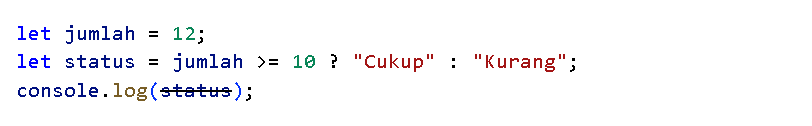 let jumlah = 12;
let status = jumlah >= 10 ? "Cukup" : "Kurang";
console.log(status);